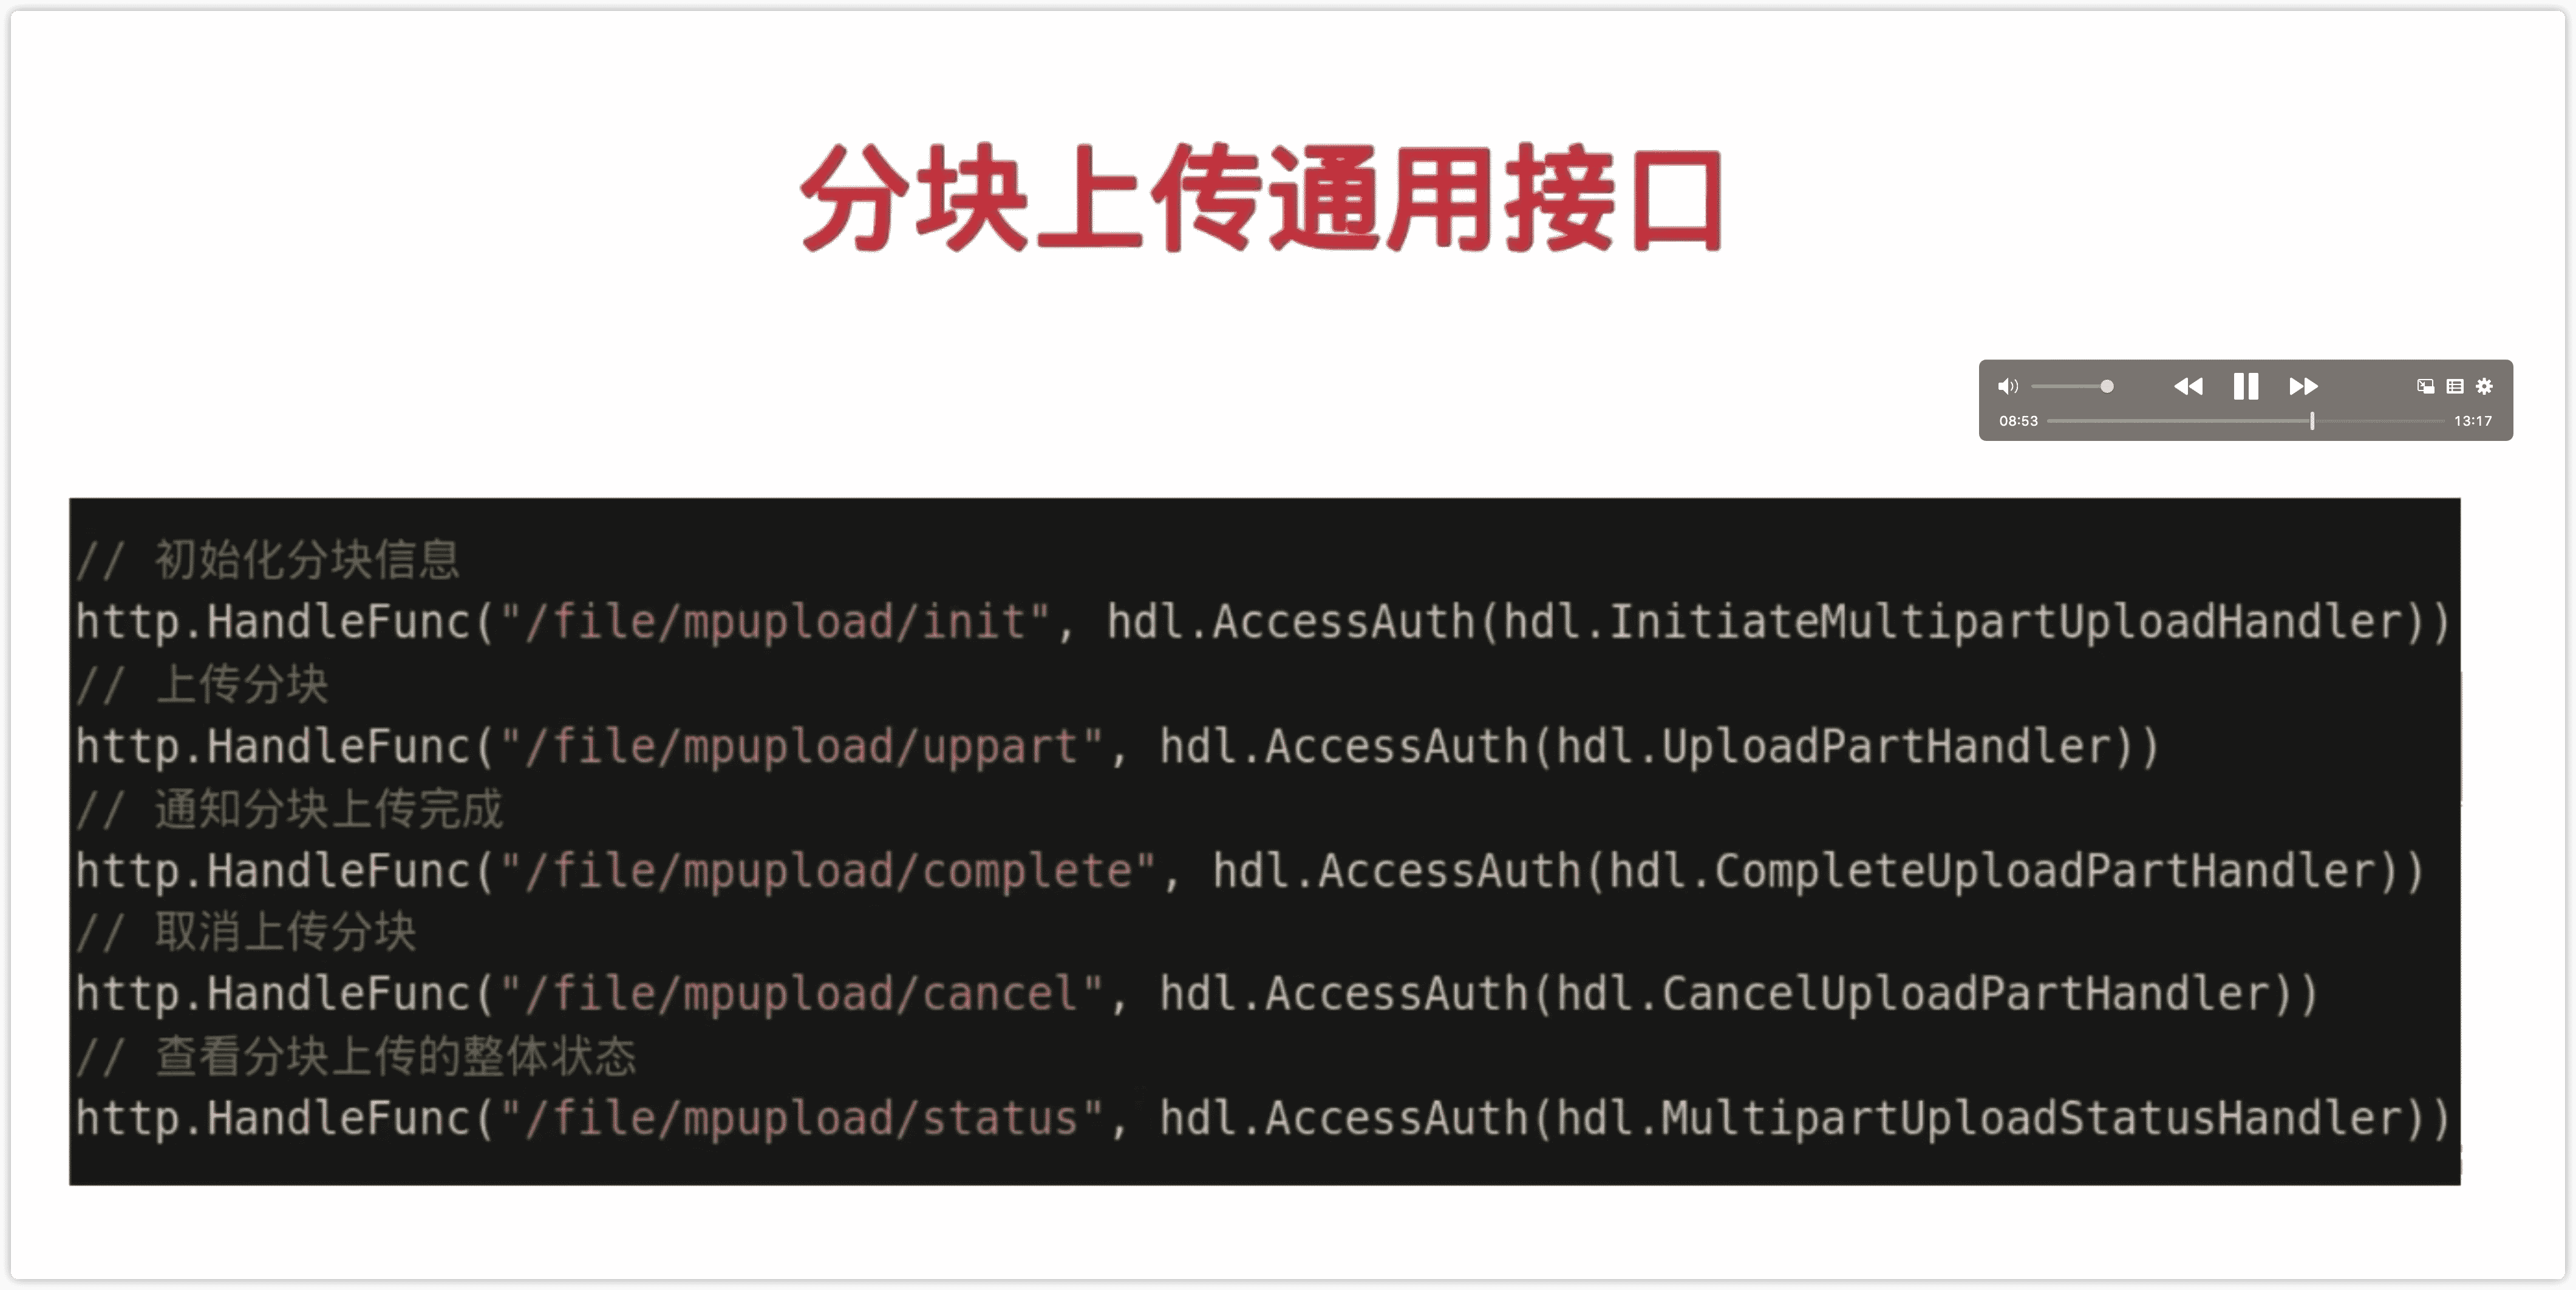 分块上传通用接口
08:53 13:17
// 初始化分块信息
http.HandleFunc("/file/mpupload/init", hdl.AccessAuth(hdl.InitiateMultipartUploadHandler))
// 上传分块
http.HandleFunc("/file/mpupload/uppart", hdl.AccessAuth(hdl.UploadPartHandler))
// 通知分块上传完成
http.HandleFunc("/file/mpupload/complete", hdl.AccessAuth(hdl.CompleteUploadPartHandler))
// 取消上传分块
http.HandleFunc("/file/mpupload/cancel", hdl.AccessAuth(hdl.CancelUploadPartHandler))
// 查看分块上传的整体状态
http.HandleFunc("/file/mpupload/status", hdl.AccessAuth(hdl.MultipartUploadStatusHandler))